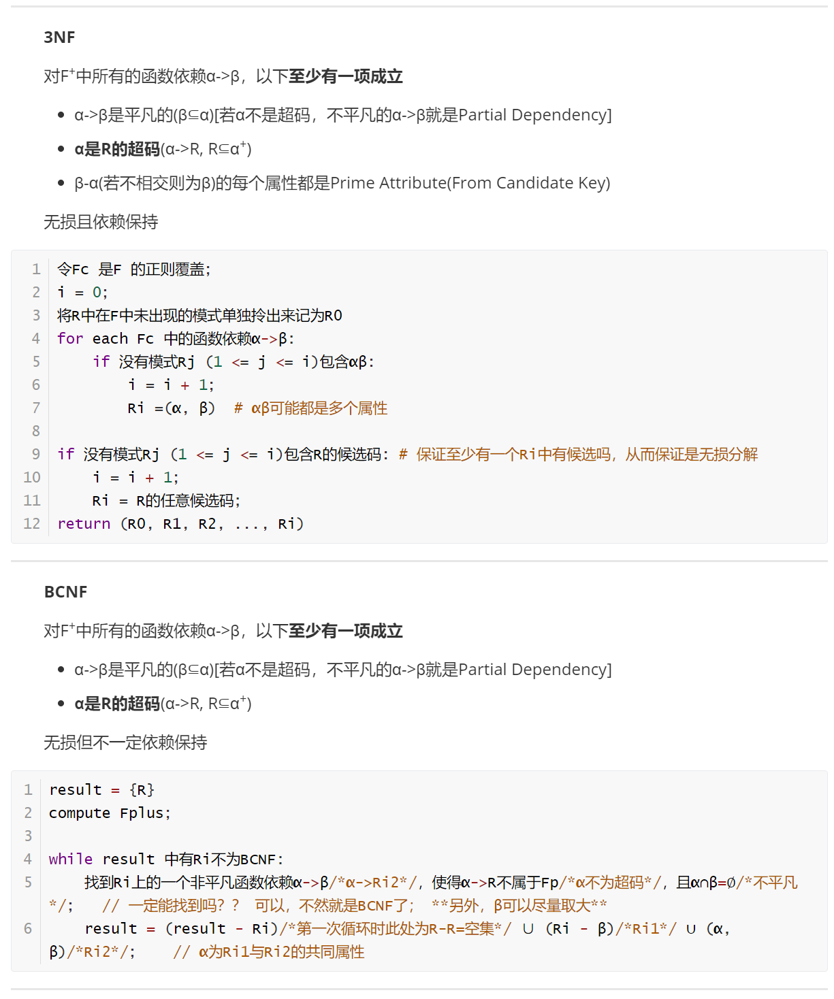 3NF
对F⁺中所有的函数依赖α->β，以下至少有一项成立
• α->β是平凡的(β⊆α)[若α不是超码，不平凡的α->β就是Partial Dependency]
• α是R的超码(α->R, R⊆α⁺)
• β-α(若不相交则为β)的每个属性都是Prime Attribute(From Candidate Key)
无损且依赖保持
1 令Fc 是F 的正则覆盖;
2 i = 0;
3 将R中在F中未出现的模式单独拎出来记为R0
4 for each Fc 中的函数依赖α->β:
5     if 没有模式Rj (1 <= j <= i)包含αβ:
6         i = i + 1;
7         Ri =(α, β)  # αβ可能都是多个属性
8
9 if 没有模式Rj (1 <= j <= i)包含R的候选码: # 保证至少有一个Ri中有候选吗，从而保证是无损分解
10     i = i + 1;
11     Ri = R的任意候选码;
12 return (R0, R1, R2, ..., Ri)
BCNF
对F⁺中所有的函数依赖α->β，以下至少有一项成立
• α->β是平凡的(β⊆α)[若α不是超码，不平凡的α->β就是Partial Dependency]
• α是R的超码(α->R, R⊆α⁺)
无损但不一定依赖保持
1 result = {R}
2 compute Fplus;
3
4 while result 中有Ri不为BCNF:
5     找到Ri上的一个非平凡函数依赖α->β/*α->Ri2*/，使得α->R不属于Fp/*α不为超码*/，且α∩β=∅/*不平凡
*/;   // 一定能找到吗？？ 可以，不然就是BCNF了； **另外，β可以尽量取大**
6     result = (result - Ri)/*第一次循环时此处为R-R=空集*/ ∪ (Ri - β)/*Ri1*/ ∪ (α,
β)/*Ri2*/;    // α为Ri1与Ri2的共同属性